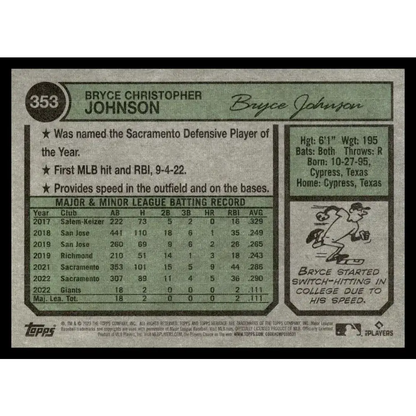 353
BRYCE CHRISTOPHER
JOHNSON
Bryce Johnson
★ Was named the Sacramento Defensive Player of
the Year.
★ First MLB hit and RBI, 9-4-22.
★ Provides speed in the outfield and on the bases.
Hgt: 6'1" Wgt: 195
Bats: Both Throws: R
Born: 10-27-95,
Cypress, Texas
Home: Cypress, Texas
MAJOR & MINOR LEAGUE BATTING RECORD
Year Club AB H 2B 3B HR RBI AVG
2017 Salem-Keizer 222 73 5 2 0 16 .329
2018 San Jose 441 110 18 6 1 35 .249
2019 San Jose 260 69 9 6 2 26 .265
2019 Richmond 210 51 14 1 3 18 .243
2021 Sacramento 353 101 15 5 9 44 .286
2022 Sacramento 307 89 11 4 5 36 .290
2022 Giants 18 2 0 0 0 2 .111
Maj. Lea. Tot. 18 2 0 0 0 2 .111
BRYCE STARTED
SWITCH-HITTING IN
COLLEGE DUE TO
HIS SPEED.
Topps
PLAYERS